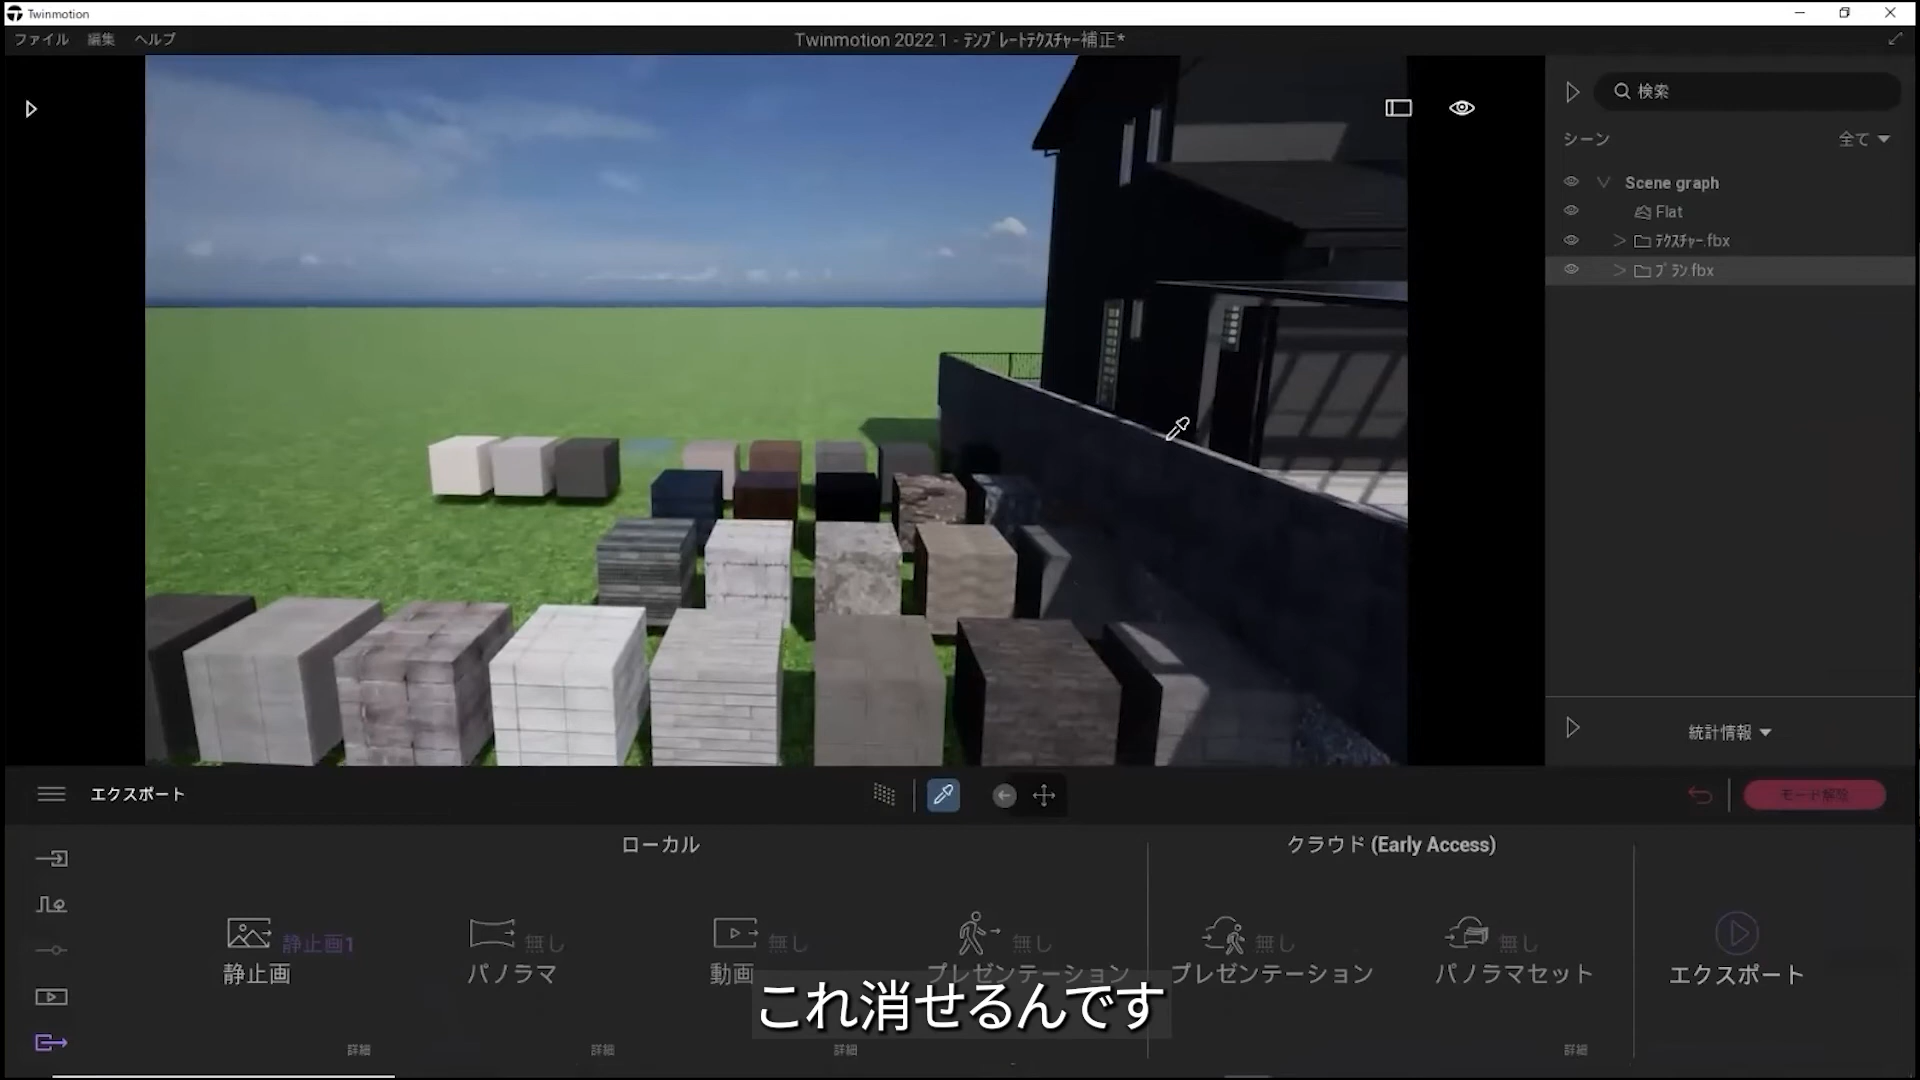 Twinmotion
ファイル 編集 ヘルプ
Twinmotion 2022.1 - ﾃﾝﾌﾟﾚｰﾄﾃｸｽﾁｬｰ補正*
検索
シーン 全て
Scene graph
Flat
ﾃｸｽﾁｬｰ.fbx
ﾌﾟﾗﾝ.fbx
統計情報
エクスポート
モード解除
ローカル
クラウド (Early Access)
静止画1
静止画
無し
パノラマ
無し
動画
無し
プレゼンテーション
無し
プレゼンテーション
無し
パノラマセット
エクスポート
これ消せるんです
詳細 詳細 詳細 詳細